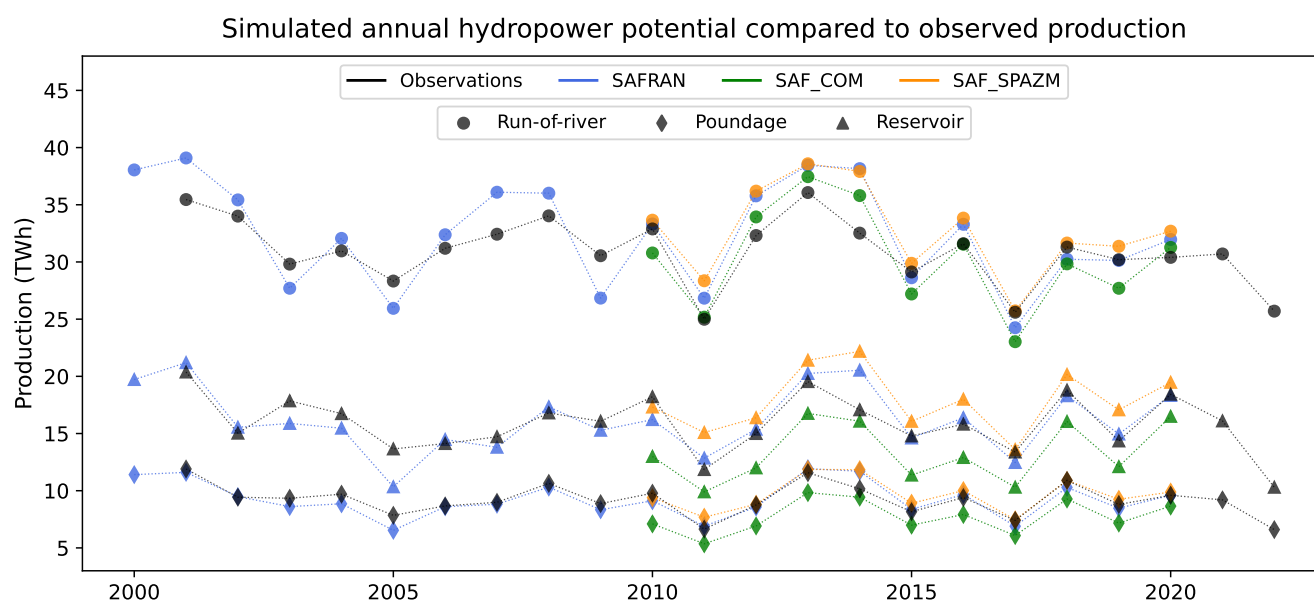 Simulated annual hydropower potential compared to observed production
Observations SAFRAN SAF_COM SAF_SPAZM
Run-of-river Poundage Reservoir
Production (TWh)
45
40
35
30
25
20
15
10
5
2000 2005 2010 2015 2020